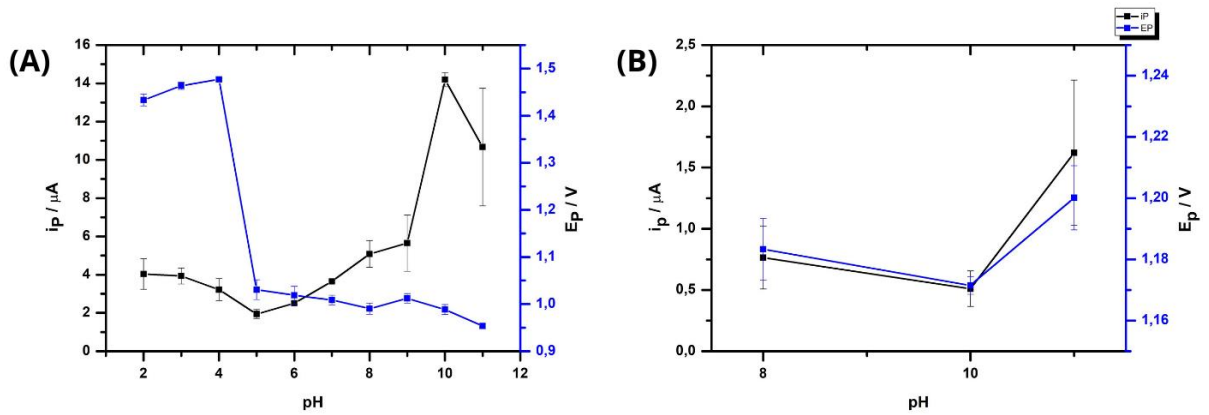 (A)
16
14
12
10
8
6
4
2
0
iP / μA
1,5
1,4
1,3
1,2
1,1
1,0
0,9
EP / V
2 4 6 8 10 12
pH
iP
EP
(B)
2,5
2,0
1,5
1,0
0,5
0,0
ip / μA
1,24
1,22
1,20
1,18
1,16
Ep / V
8 10
pH